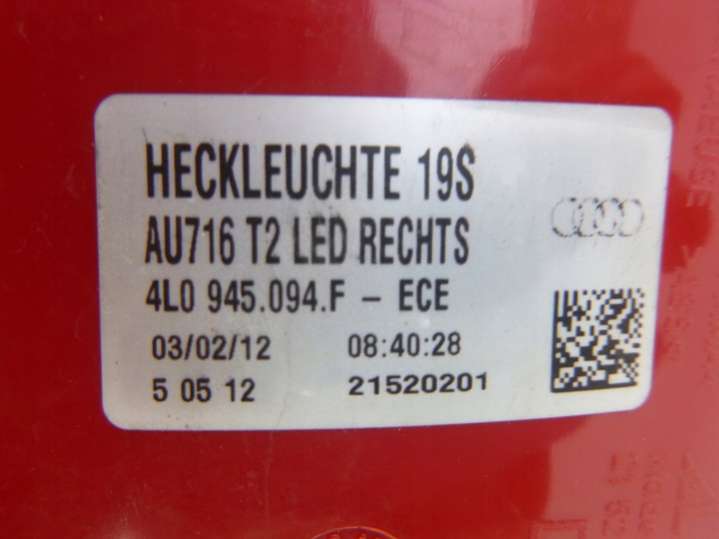 HECKLEUCHTE 19S
AU716 T2 LED RECHTS
4L0 945.094.F - ECE
03/02/12 08:40:28
5 05 12 21520201